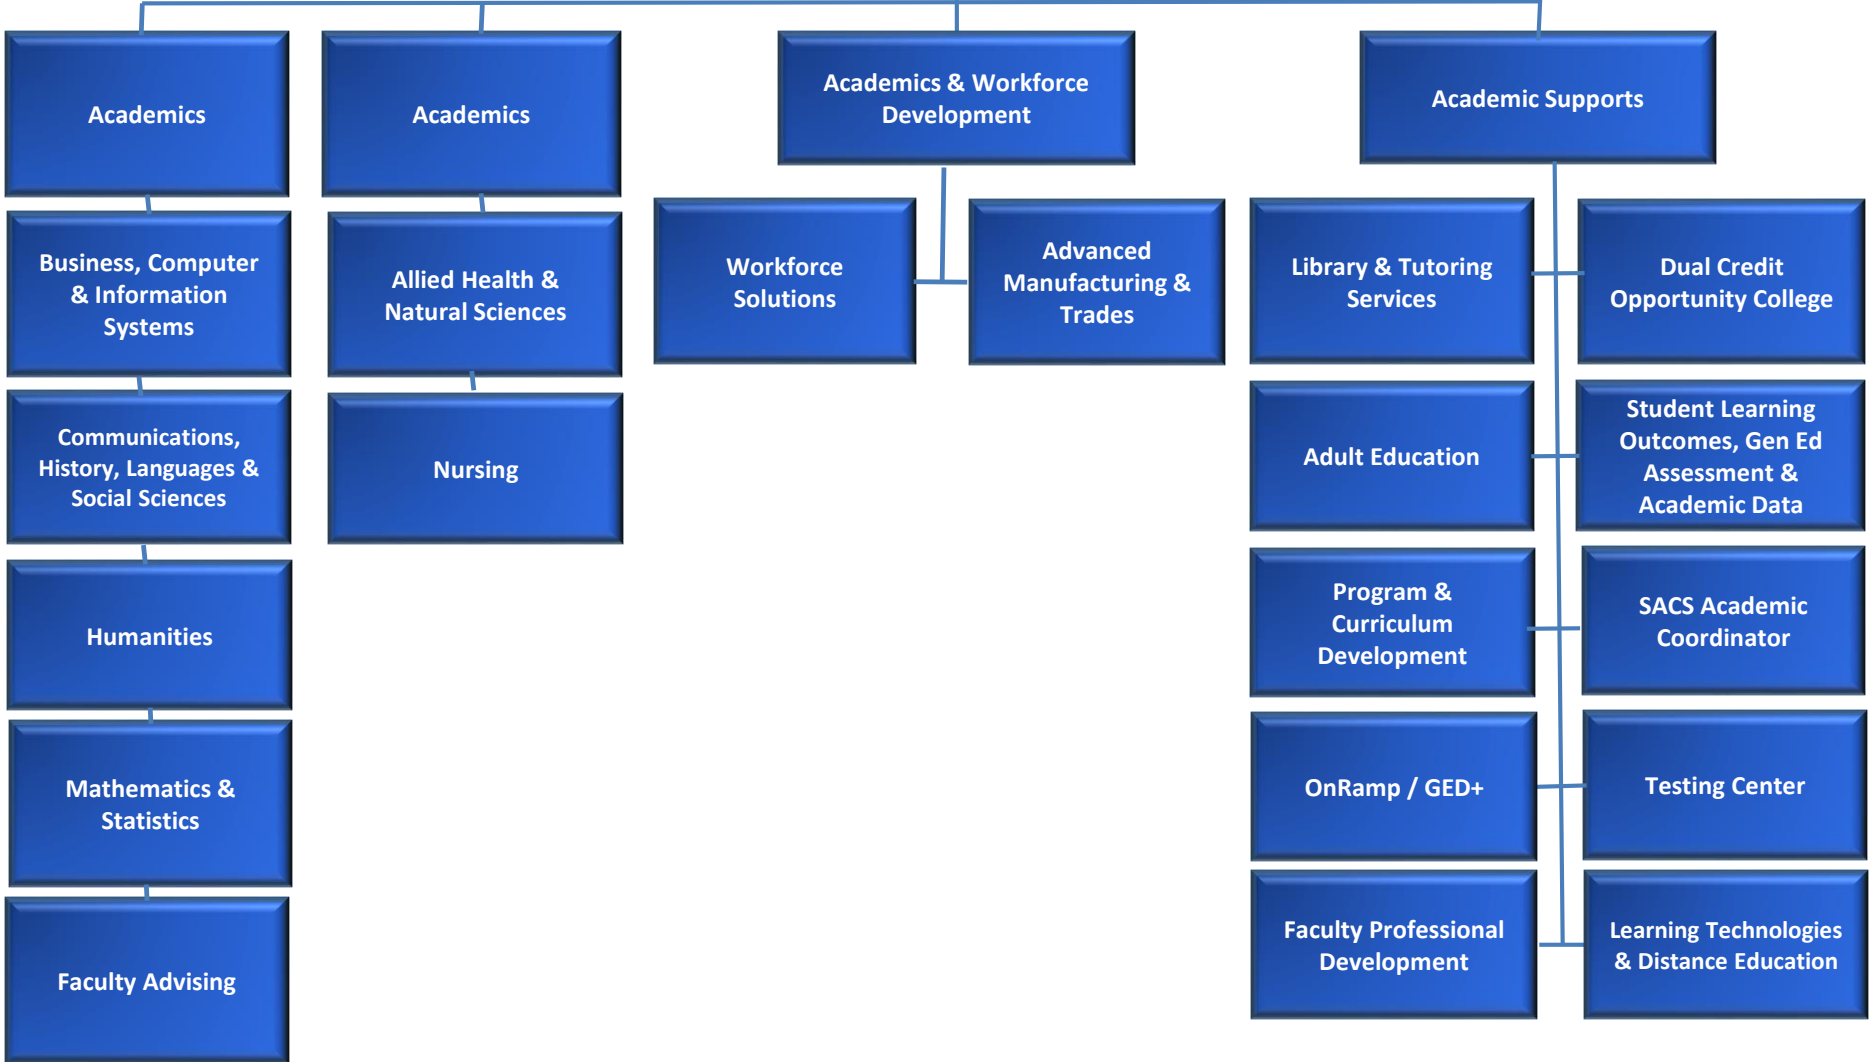 Academics
Business, Computer
& Information
Systems
Communications,
History, Languages &
Social Sciences
Humanities
Mathematics &
Statistics
Faculty Advising
Academics
Allied Health &
Natural Sciences
Nursing
Academics & Workforce
Development
Workforce
Solutions
Advanced
Manufacturing &
Trades
Academic Supports
Library & Tutoring
Services
Dual Credit
Opportunity College
Adult Education
Student Learning
Outcomes, Gen Ed
Assessment &
Academic Data
Program &
Curriculum
Development
SACS Academic
Coordinator
OnRamp / GED+
Testing Center
Faculty Professional
Development
Learning Technologies
& Distance Education